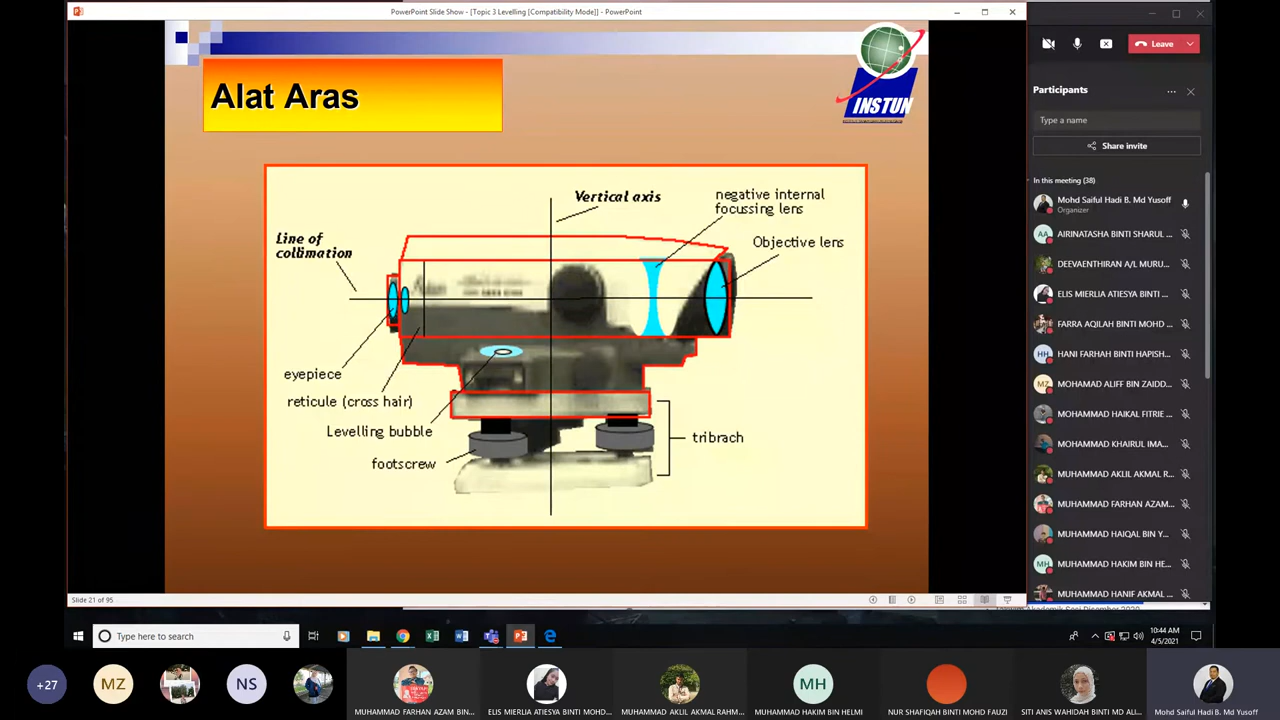 PowerPoint Slide Show - [Topic 3 Levelling [Compatibility Mode]] - PowerPoint
Alat Aras
INSTUN
Vertical axis
negative internal
focussing lens
Objective lens
Line of
collimation
eyepiece
reticule (cross hair)
Levelling bubble
footscrew
tribrach
Slide 21 of 95
Leave
Participants
Type a name
Share invite
In this meeting (38)
Mohd Saiful Hadi B. Md Yusoff
Organizer
AA
AIRINATASHA BINTI SHARUL ...
DEEVAENTHIRAN A/L MURU...
ELIS MIERLIA ATIESYA BINTI ...
FARRA AQILAH BINTI MOHD ...
HH
HANI FARHAH BINTI HAPISH...
MZ
MOHAMAD ALIFF BIN ZAIDD...
MOHAMMAD HAIKAL FITRIE ...
MOHAMMAD KHAIRUL IMA...
MUHAMMAD AKLIL AKMAL R...
MUHAMMAD FARHAN AZAM...
MUHAMMAD HAIQAL BIN Y...
MH
MUHAMMAD HAKIM BIN HE...
MUHAMMAD HANIF AKMAL ...
Type here to search
10:44 AM
4/5/2021
+27
MZ
NS
MUHAMMAD FARHAN AZAM BIN...
ELIS MIERLIA ATIESYA BINTI MOHD...
MUHAMMAD AKLIL AKMAL RAHM...
MH
MUHAMMAD HAKIM BIN HELMI
NUR SHAFIQAH BINTI MOHD FAUZI
SITI ANIS WAHIDAH BINTI MD ALI...
Mohd Saiful Hadi B. Md Yusoff